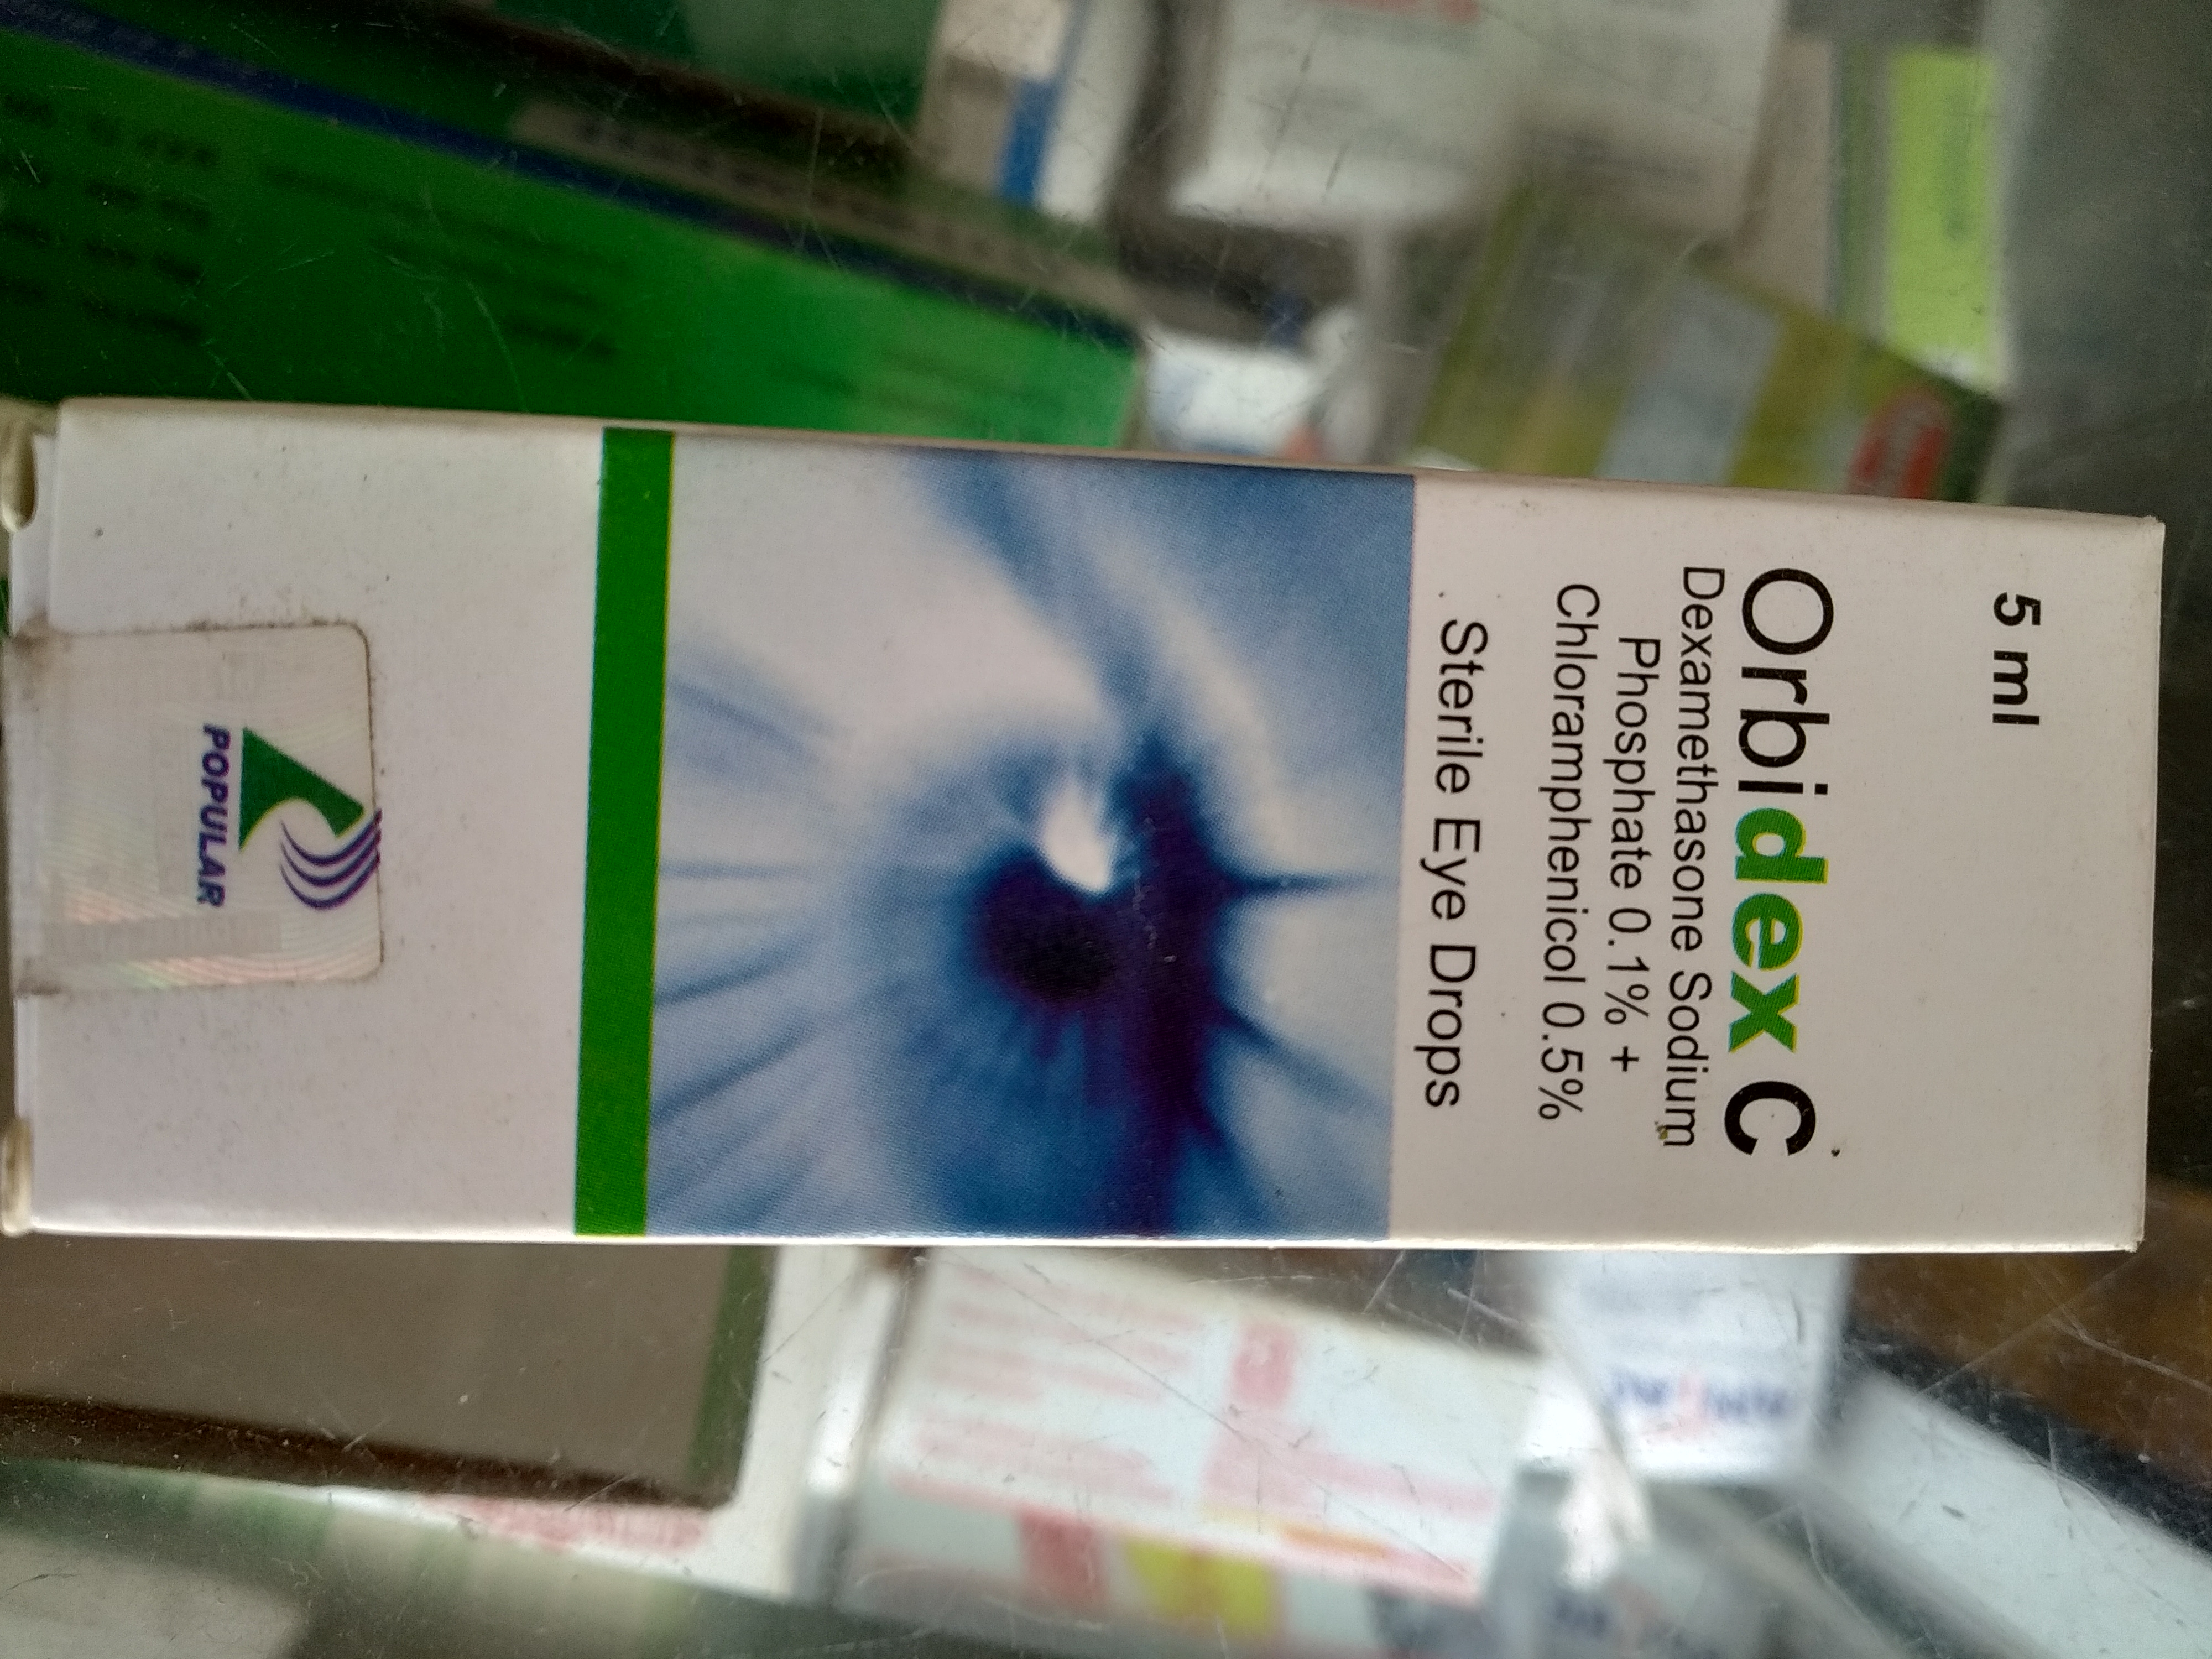 5 ml
Orbidex C
Dexamethasone Sodium
Phosphate 0.1% +
Chloramphenicol 0.5%
Sterile Eye Drops
POPULAR